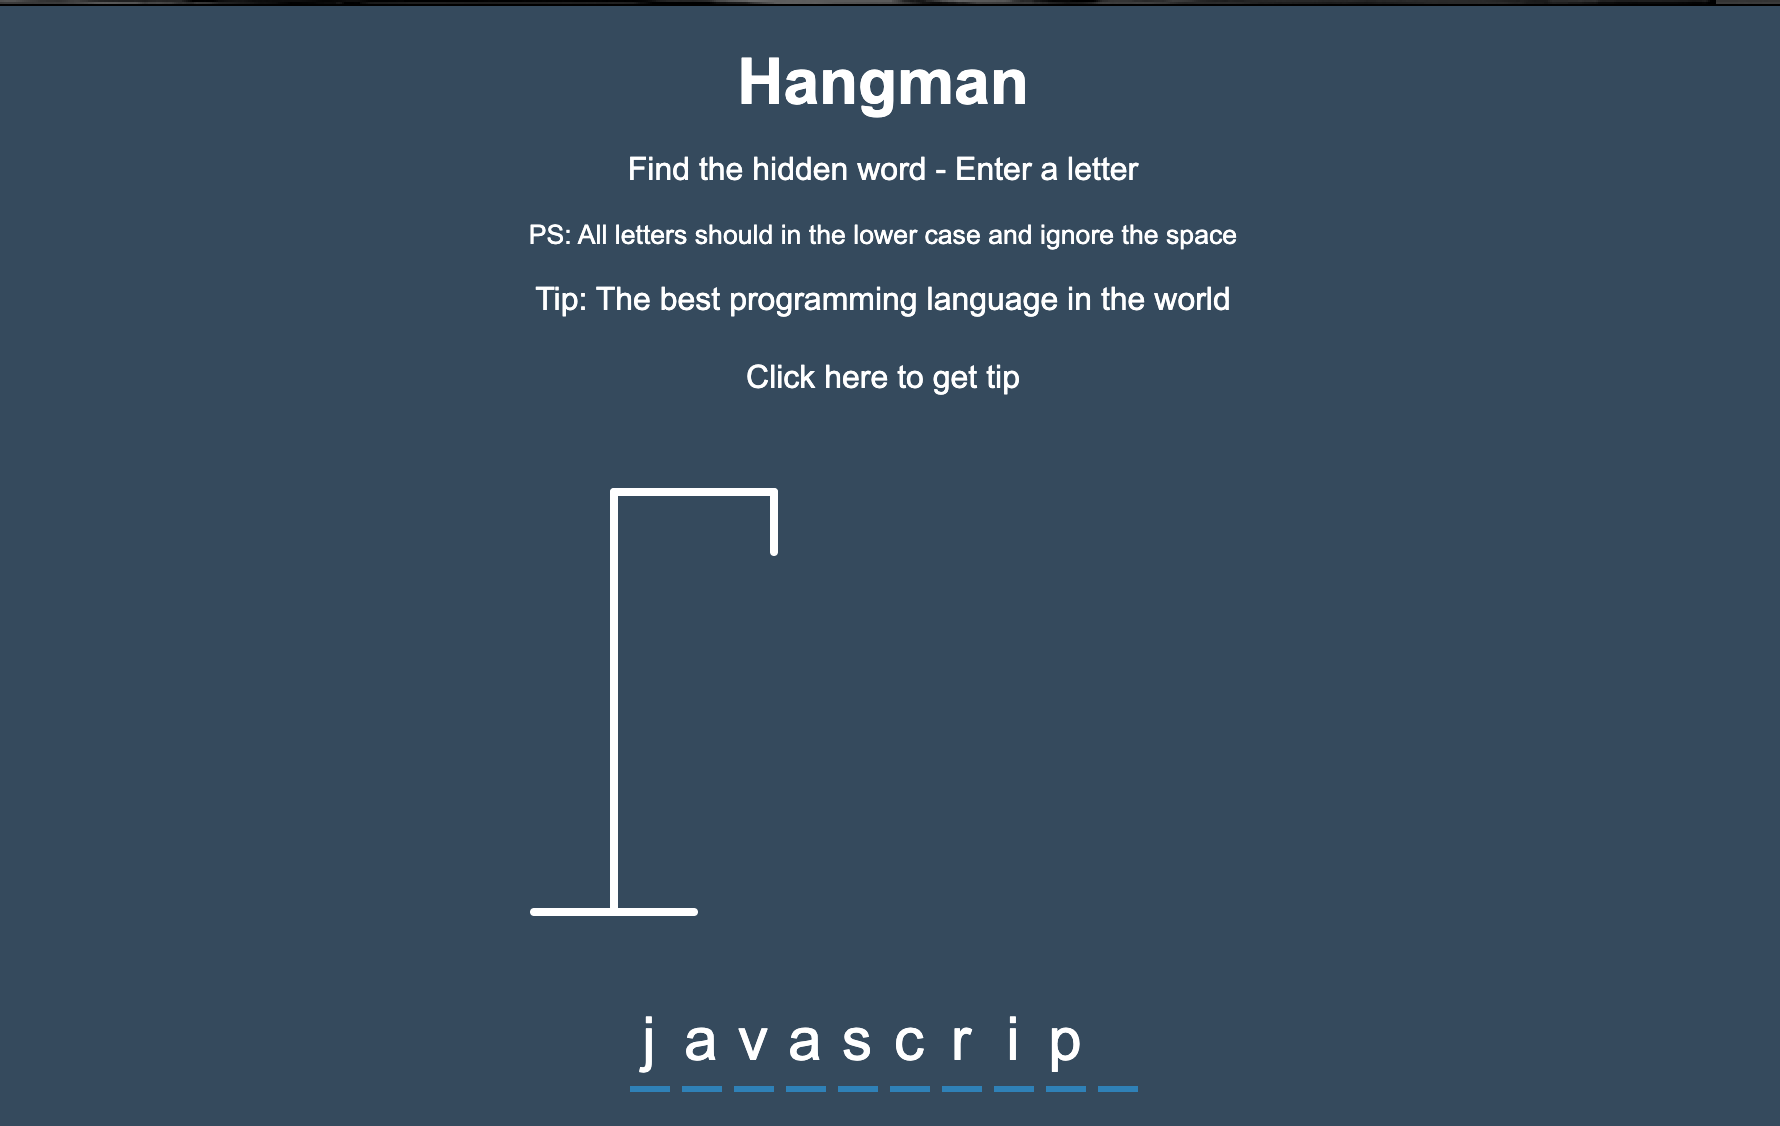 Hangman
Find the hidden word - Enter a letter
PS: All letters should in the lower case and ignore the space
Tip: The best programming language in the world
Click here to get tip
j a v a s c r i p